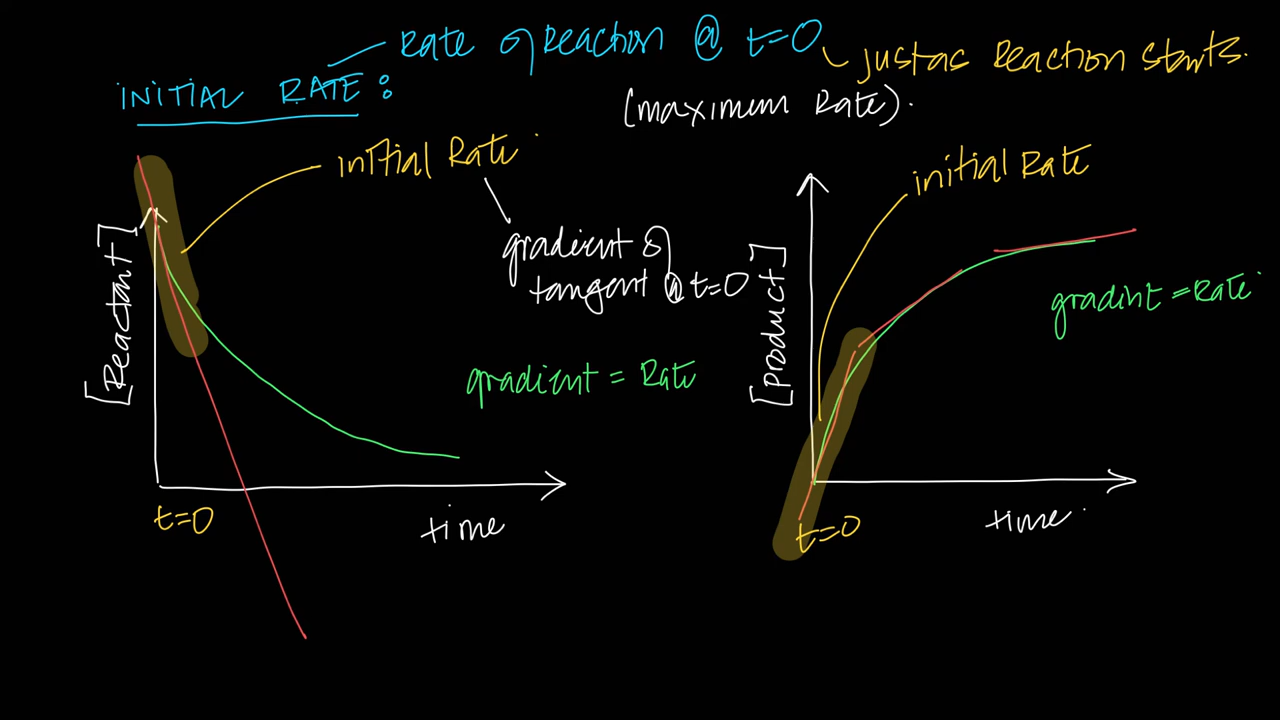 INITIAL RATE:
Rate of Reaction @ t=0
just as Reaction starts.
(maximum Rate).
initial Rate
gradient of
tangent @ t=0
[Reactant]
gradient = Rate
t=0
time
initial Rate
[product]
gradint = Rate
t=0
time